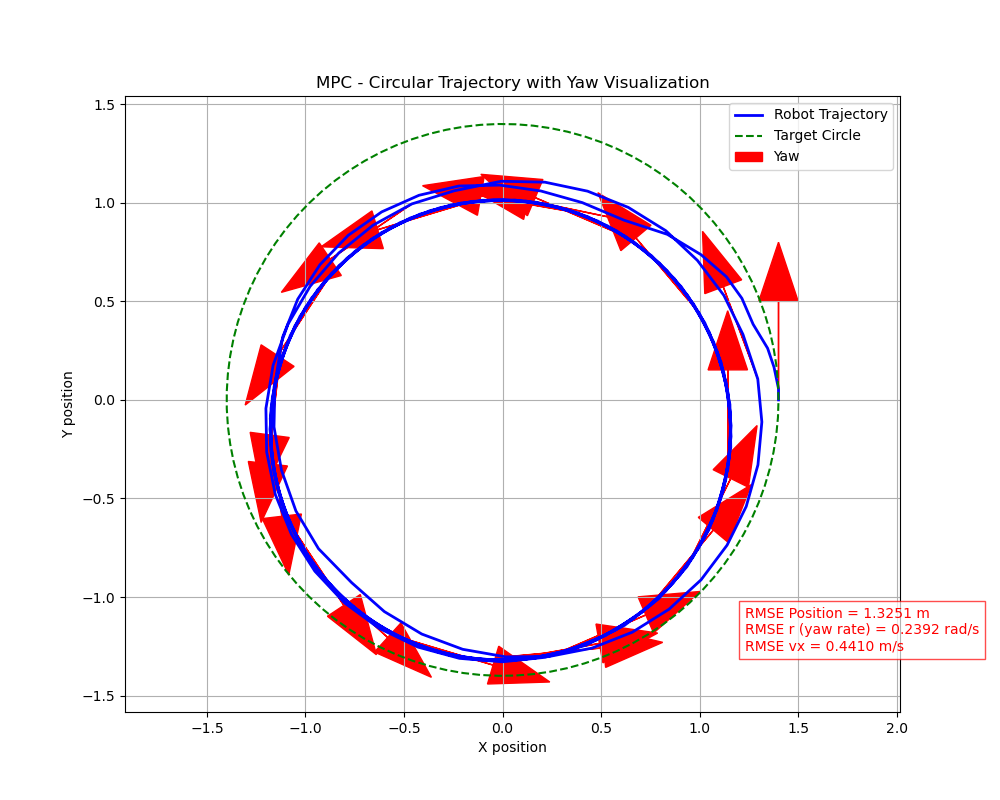 MPC - Circular Trajectory with Yaw Visualization
Robot Trajectory
Target Circle
Yaw
1.5
1.0
0.5
0.0
−0.5
−1.0
−1.5
Y position
RMSE Position = 1.3251 m
RMSE r (yaw rate) = 0.2392 rad/s
RMSE vx = 0.4410 m/s
−1.5 −1.0 −0.5 0.0 0.5 1.0 1.5 2.0
X position